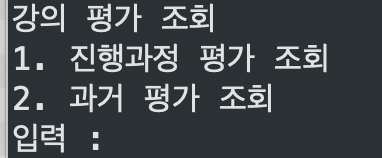 강의 평가 조회
1. 진행과정 평가 조회
2. 과거 평가 조회
입력 :